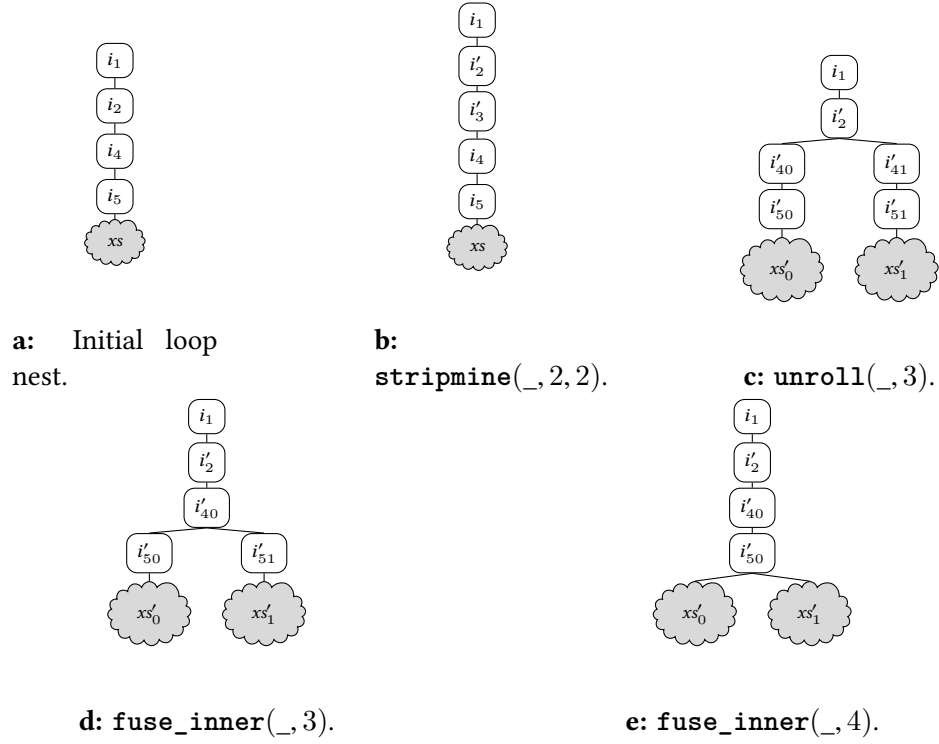 i₁
i₂
i₄
i₅
xs
a: Initial loop
nest.
i₁
i′₂
i′₃
i₄
i₅
xs
b:
stripmine(_, 2, 2).
i₁
i′₂
i′₄₀ i′₄₁
i′₅₀ i′₅₁
xs′₀ xs′₁
c: unroll(_, 3).
i₁
i′₂
i′₄₀
i′₅₀ i′₅₁
xs′₀ xs′₁
d: fuse_inner(_, 3).
i₁
i′₂
i′₄₀
i′₅₀
xs′₀ xs′₁
e: fuse_inner(_, 4).